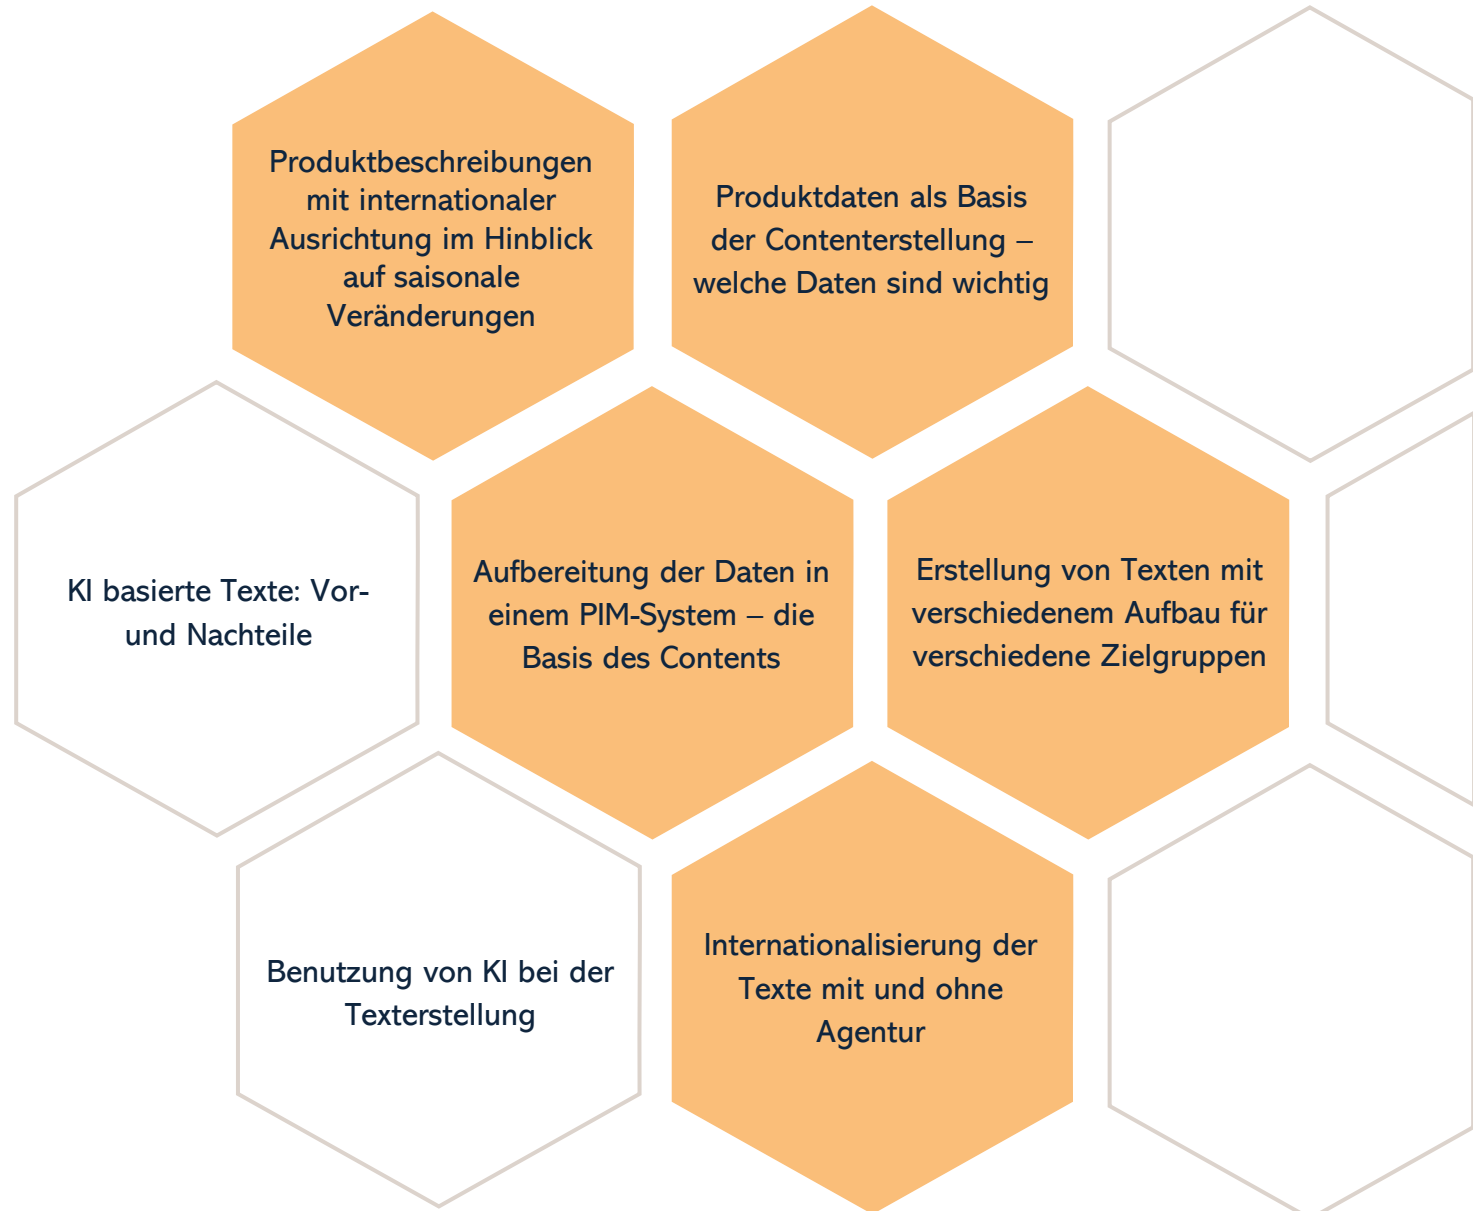 Produktbeschreibungen
mit internationaler
Ausrichtung im Hinblick
auf saisonale
Veränderungen
Produktdaten als Basis
der Contenterstellung –
welche Daten sind wichtig
KI basierte Texte: Vor-
und Nachteile
Aufbereitung der Daten in
einem PIM-System – die
Basis des Contents
Erstellung von Texten mit
verschiedenem Aufbau für
verschiedene Zielgruppen
Benutzung von KI bei der
Texterstellung
Internationalisierung der
Texte mit und ohne
Agentur